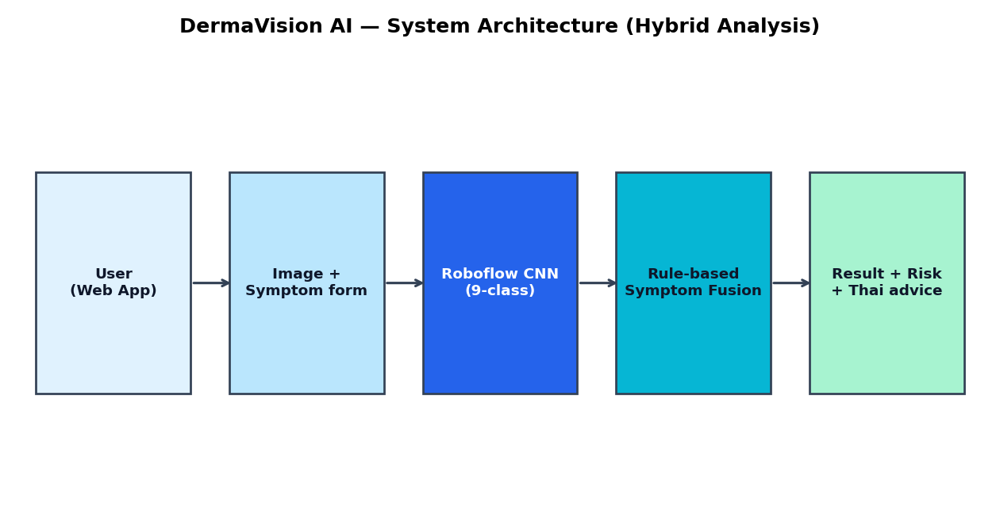 DermaVision AI — System Architecture (Hybrid Analysis)
User
(Web App)
Image +
Symptom form
Roboflow CNN
(9-class)
Rule-based
Symptom Fusion
Result + Risk
+ Thai advice